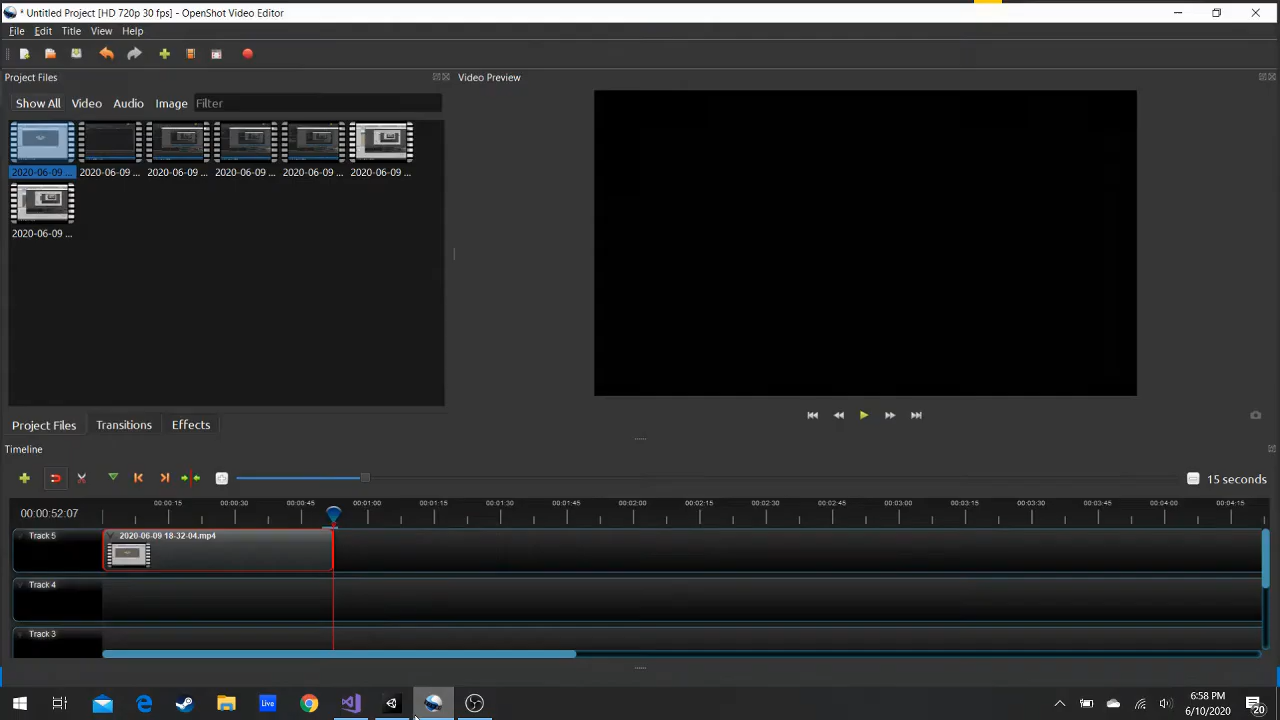 * Untitled Project [HD 720p 30 fps] - OpenShot Video Editor
File Edit Title View Help
Project Files
Video Preview
Show All Video Audio Image Filter
2020-06-09 ... 2020-06-09 ... 2020-06-09 ... 2020-06-09 ... 2020-06-09 ... 2020-06-09 ...
2020-06-09 ...
Project Files Transitions Effects
Timeline
15 seconds
00:00:52:07
00:00:15 00:00:30 00:00:45 00:01:00 00:01:15 00:01:30 00:01:45 00:02:00 00:02:15 00:02:30 00:02:45 00:03:00 00:03:15 00:03:30 00:03:45 00:04:00 00:04:15
Track 5
2020-06-09 18-32-04.mp4
Track 4
Track 3
Live
6:58 PM
6/10/2020
20